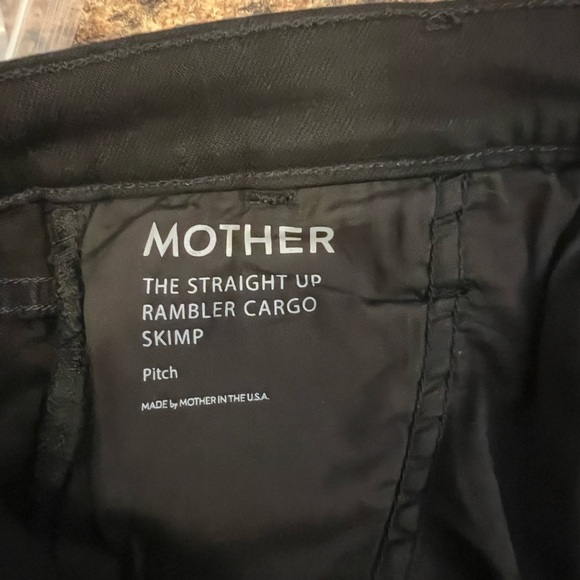 MOTHER
THE STRAIGHT UP
RAMBLER CARGO
SKIMP
Pitch
MADE by MOTHER IN THE U.S.A.